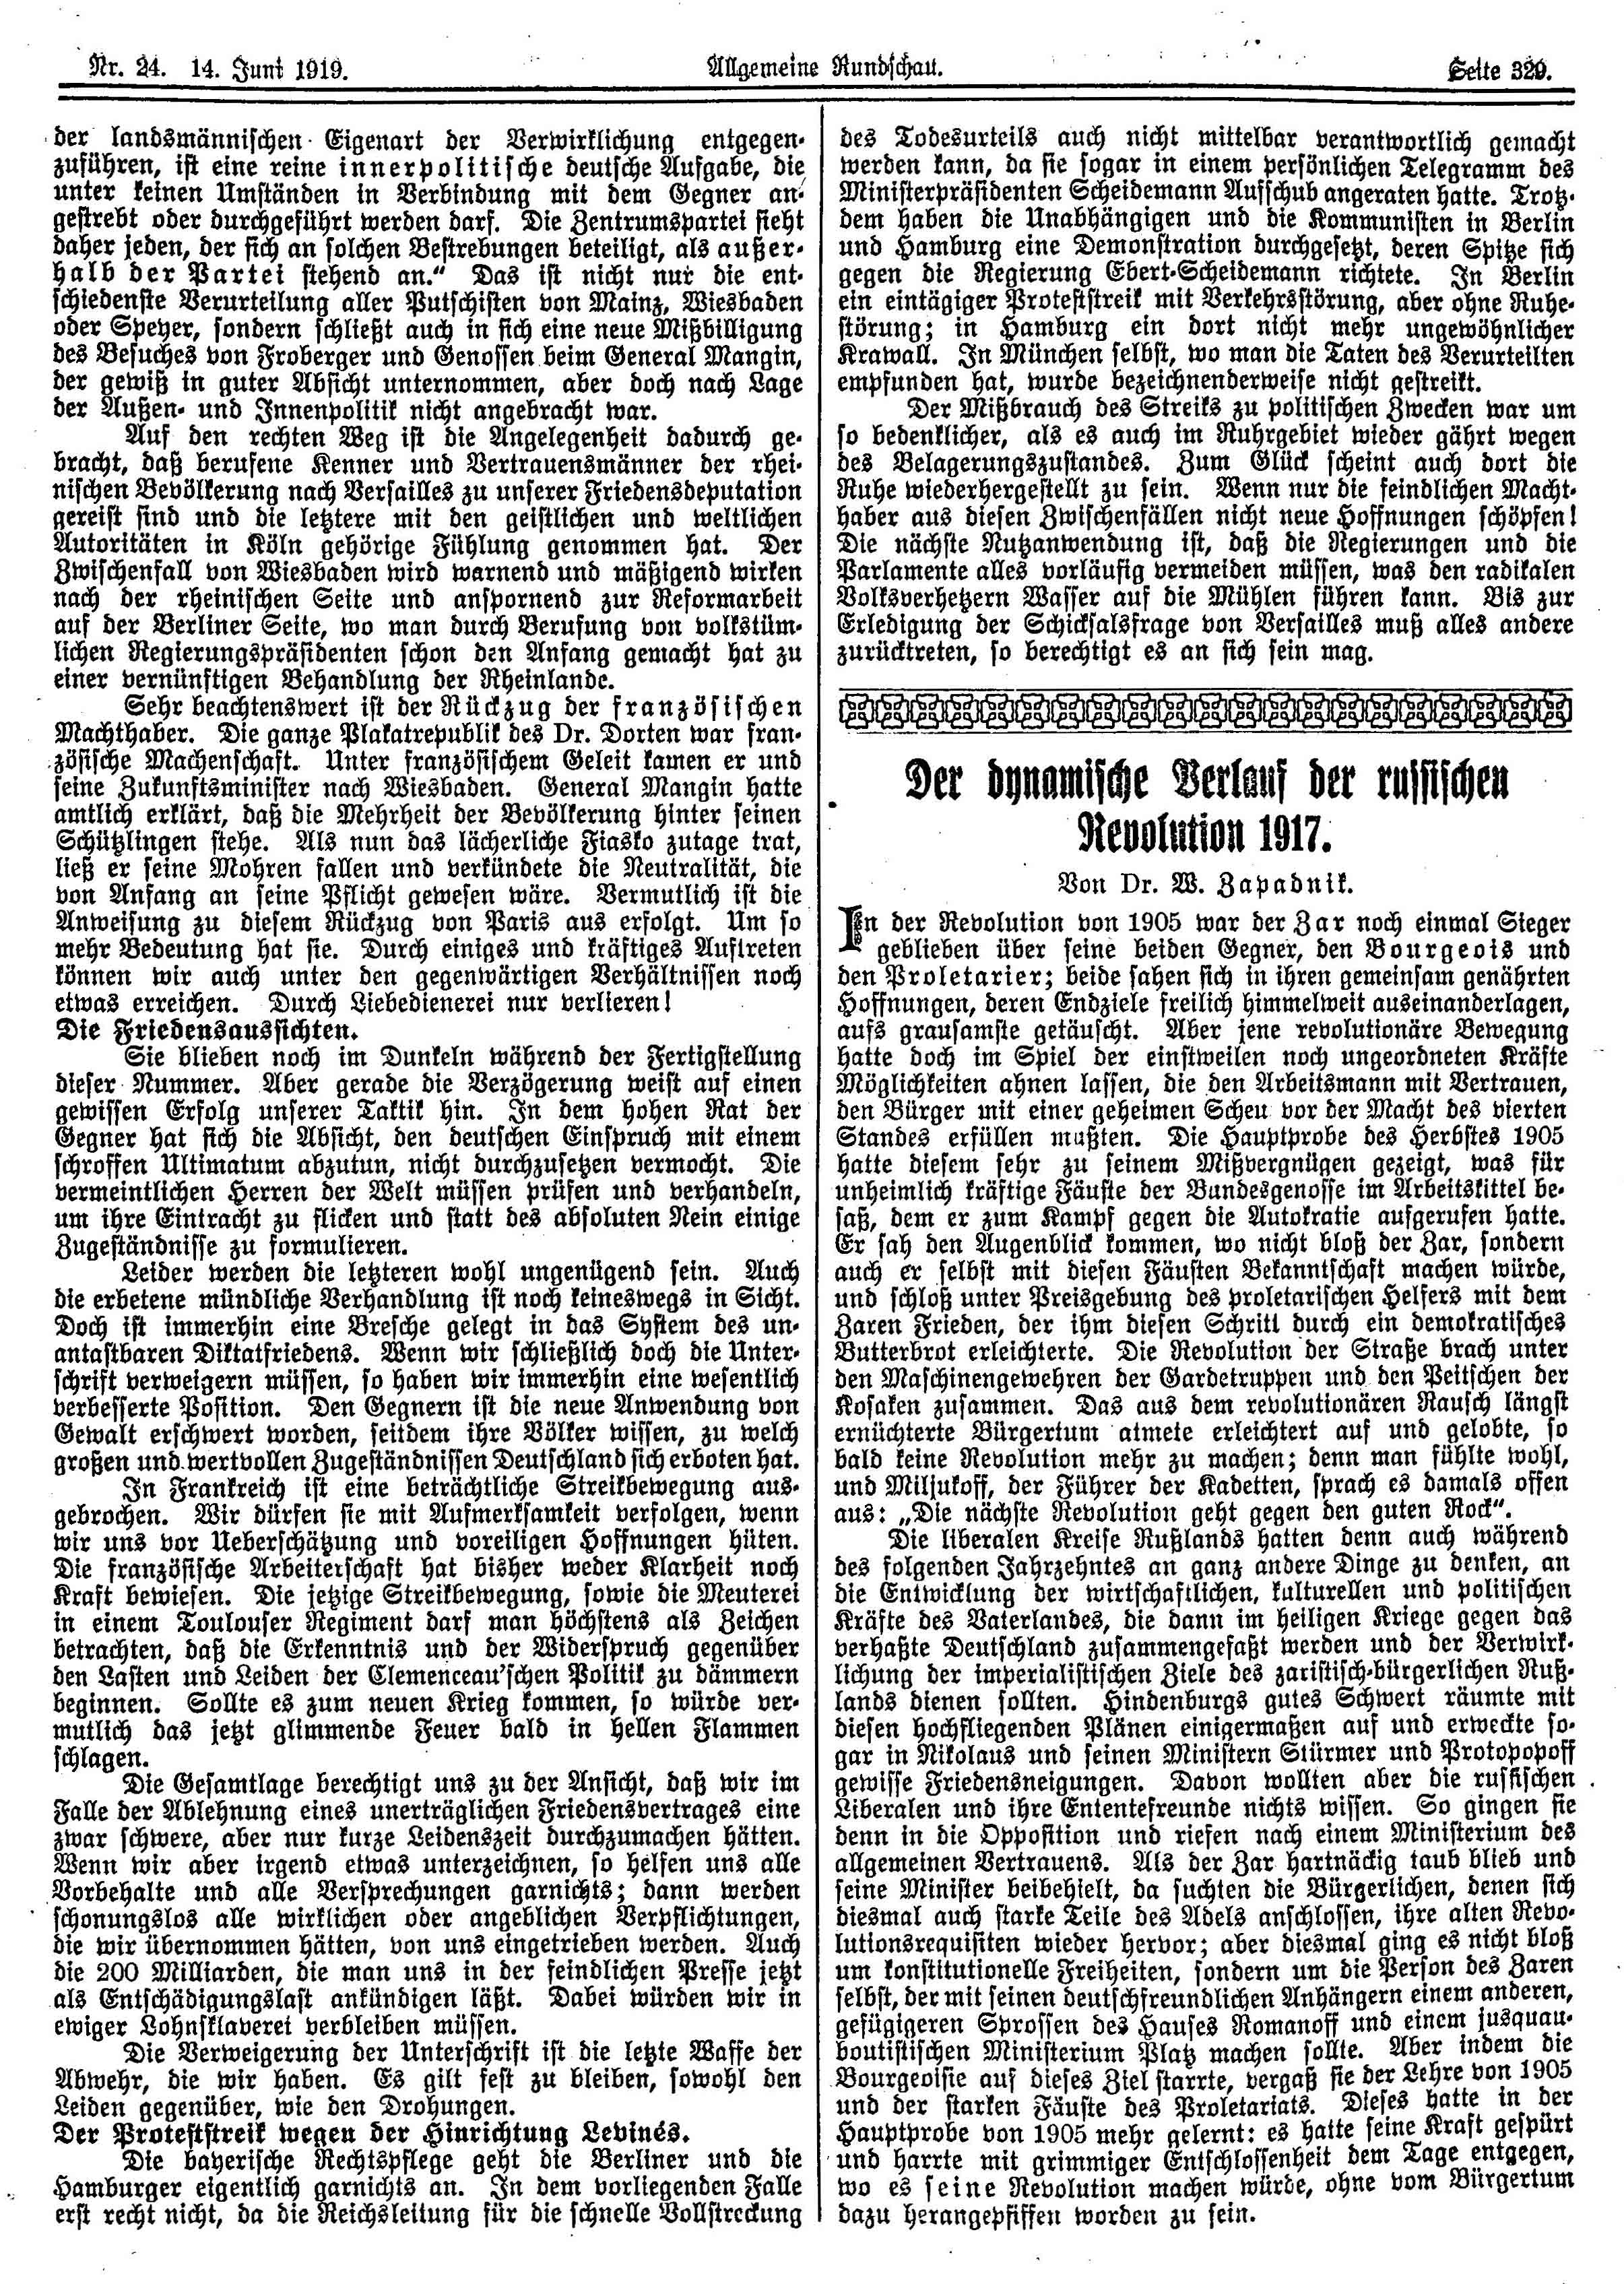 Nr. 24. 14. Juni 1919.
Allgemeine Rundschau.
Seite 329.
der landsmännischen Eigenart der Verwirklichung entgegen-
zuführen, ist eine reine innerpolitische deutsche Aufgabe, die
unter keinen Umständen in Verbindung mit dem Gegner an-
gestrebt oder durchgeführt werden darf. Die Zentrumspartei sieht
daher jeden, der sich an solchen Bestrebungen beteiligt, als außer-
halb der Partei stehend an.“ Das ist nicht nur die ent-
schiedenste Verurteilung aller Putschisten von Mainz, Wiesbaden
oder Speyer, sondern schließt auch in sich eine neue Mißbilligung
des Besuches von Froberger und Genossen beim General Mangin,
der gewiß in guter Absicht unternommen, aber doch nach Lage
der Außen- und Innenpolitik nicht angebracht war.
Auf den rechten Weg ist die Angelegenheit dadurch ge-
bracht, daß berufene Kenner und Vertrauensmänner der rhei-
nischen Bevölkerung nach Versailles zu unserer Friedensdeputation
gereist sind und die letztere mit den geistlichen und weltlichen
Autoritäten in Köln gehörige Fühlung genommen hat. Der
Zwischenfall von Wiesbaden wird warnend und mäßigend wirken
nach der rheinischen Seite und anspornend zur Reformarbeit
auf der Berliner Seite, wo man durch Berufung von volkstüm-
lichen Regierungspräsidenten schon den Anfang gemacht hat zu
einer vernünftigen Behandlung der Rheinlande.
Sehr beachtenswert ist der Rückzug der französischen
Machthaber. Die ganze Plakatrepublik des Dr. Dorten war fran-
zösische Machenschaft. Unter französischem Geleit kamen er und
seine Zukunftsminister nach Wiesbaden. General Mangin hatte
amtlich erklärt, daß die Mehrheit der Bevölkerung hinter seinen
Schützlingen stehe. Als nun das lächerliche Fiasko zutage trat,
ließ er seine Mohren fallen und verkündete die Neutralität, die
von Anfang an seine Pflicht gewesen wäre. Vermutlich ist die
Anweisung zu diesem Rückzug von Paris aus erfolgt. Um so
mehr Bedeutung hat sie. Durch einiges und kräftiges Auftreten
können wir auch unter den gegenwärtigen Verhältnissen noch
etwas erreichen. Durch Liebedienerei nur verlieren!
Die Friedensaussichten.
Sie blieben noch im Dunkeln während der Fertigstellung
dieser Nummer. Aber gerade die Verzögerung weist auf einen
gewissen Erfolg unserer Taktik hin. In dem hohen Rat der
Gegner hat sich die Absicht, den deutschen Einspruch mit einem
schroffen Ultimatum abzutun, nicht durchzusetzen vermocht. Die
vermeintlichen Herren der Welt müssen prüfen und verhandeln,
um ihre Eintracht zu flicken und statt des absoluten Nein einige
Zugeständnisse zu formulieren.
Leider werden die letzteren wohl ungenügend sein. Auch
die erbetene mündliche Verhandlung ist noch keineswegs in Sicht.
Doch ist immerhin eine Bresche gelegt in das System des un-
antastbaren Diktatfriedens. Wenn wir schließlich doch die Unter-
schrift verweigern müssen, so haben wir immerhin eine wesentlich
verbesserte Position. Den Gegnern ist die neue Anwendung von
Gewalt erschwert worden, seitdem ihre Völker wissen, zu welch
großen und wertvollen Zugeständnissen Deutschland sich erboten hat.
In Frankreich ist eine beträchtliche Streikbewegung aus-
gebrochen. Wir dürfen sie mit Aufmerksamkeit verfolgen, wenn
wir uns vor Ueberschätzung und voreiligen Hoffnungen hüten.
Die französische Arbeiterschaft hat bisher weder Klarheit noch
Kraft bewiesen. Die jetzige Streikbewegung, sowie die Meuterei
in einem Toulouser Regiment darf man höchstens als Zeichen
betrachten, daß die Erkenntnis und der Widerspruch gegenüber
den Lasten und Leiden der Clemenceau'schen Politik zu dämmern
beginnen. Sollte es zum neuen Krieg kommen, so würde ver-
mutlich das jetzt glimmende Feuer bald in hellen Flammen
schlagen.
Die Gesamtlage berechtigt uns zu der Ansicht, daß wir im
Falle der Ablehnung eines unerträglichen Friedensvertrages eine
zwar schwere, aber nur kurze Leidenszeit durchzumachen hätten.
Wenn wir aber irgend etwas unterzeichnen, so helfen uns alle
Vorbehalte und alle Versprechungen garnichts; dann werden
schonungslos alle wirklichen oder angeblichen Verpflichtungen,
die wir übernommen hätten, von uns eingetrieben werden. Auch
die 200 Milliarden, die man uns in der feindlichen Presse jetzt
als Entschädigungslast ankündigen läßt. Dabei würden wir in
ewiger Lohnsklaverei verbleiben müssen.
Die Verweigerung der Unterschrift ist die letzte Waffe der
Abwehr, die wir haben. Es gilt fest zu bleiben, sowohl den
Leiden gegenüber, wie den Drohungen.
Der Proteststreik wegen der Hinrichtung Levinés.
Die bayerische Rechtspflege geht die Berliner und die
Hamburger eigentlich garnichts an. In dem vorliegenden Falle
erst recht nicht, da die Reichsleitung für die schnelle Vollstreckung
des Todesurteils auch nicht mittelbar verantwortlich gemacht
werden kann, da sie sogar in einem persönlichen Telegramm des
Ministerpräsidenten Scheidemann Aufschub angeraten hatte. Trotz-
dem haben die Unabhängigen und die Kommunisten in Berlin
und Hamburg eine Demonstration durchgesetzt, deren Spitze sich
gegen die Regierung Ebert-Scheidemann richtete. In Berlin
ein eintägiger Proteststreik mit Verkehrsstörung, aber ohne Ruhe-
störung; in Hamburg ein dort nicht mehr ungewöhnlicher
Krawall. In München selbst, wo man die Taten des Verurteilten
empfunden hat, wurde bezeichnenderweise nicht gestreikt.
Der Mißbrauch des Streiks zu politischen Zwecken war um
so bedenklicher, als es auch im Ruhrgebiet wieder gährt wegen
des Belagerungszustandes. Zum Glück scheint auch dort die
Ruhe wiederhergestellt zu sein. Wenn nur die feindlichen Macht-
haber aus diesen Zwischenfällen nicht neue Hoffnungen schöpfen!
Die nächste Nutzanwendung ist, daß die Regierungen und die
Parlamente alles vorläufig vermeiden müssen, was den radikalen
Volksverhetzern Wasser auf die Mühlen führen kann. Bis zur
Erledigung der Schicksalsfrage von Versailles muß alles andere
zurücktreten, so berechtigt es an sich sein mag.
Der dynamische Verlauf der russischen
Revolution 1917.
Von Dr. W. Zapadnik.
In der Revolution von 1905 war der Zar noch einmal Sieger
geblieben über seine beiden Gegner, den Bourgeois und
den Proletarier; beide sahen sich in ihren gemeinsam genährten
Hoffnungen, deren Endziele freilich himmelweit auseinanderlagen,
aufs grausamste getäuscht. Aber jene revolutionäre Bewegung
hatte doch im Spiel der einstweilen noch ungeordneten Kräfte
Möglichkeiten ahnen lassen, die den Arbeitsmann mit Vertrauen,
den Bürger mit einer geheimen Scheu vor der Macht des vierten
Standes erfüllen mußten. Die Hauptprobe des Herbstes 1905
hatte diesem sehr zu seinem Mißvergnügen gezeigt, was für
unheimlich kräftige Fäuste der Bundesgenosse im Arbeitskittel be-
saß, dem er zum Kampf gegen die Autokratie aufgerufen hatte.
Er sah den Augenblick kommen, wo nicht bloß der Zar, sondern
auch er selbst mit diesen Fäusten Bekanntschaft machen würde,
und schloß unter Preisgebung des proletarischen Helfers mit dem
Zaren Frieden, der ihm diesen Schritt durch ein demokratisches
Butterbrot erleichterte. Die Revolution der Straße brach unter
den Maschinengewehren der Gardetruppen und den Peitschen der
Kosaken zusammen. Das aus dem revolutionären Rausch längst
ernüchterte Bürgertum atmete erleichtert auf und gelobte, so
bald keine Revolution mehr zu machen; denn man fühlte wohl,
und Miljukoff, der Führer der Kadetten, sprach es damals offen
aus: „Die nächste Revolution geht gegen den guten Rock“.
Die liberalen Kreise Rußlands hatten denn auch während
des folgenden Jahrzehntes an ganz andere Dinge zu denken, an
die Entwicklung der wirtschaftlichen, kulturellen und politischen
Kräfte des Vaterlandes, die dann im heiligen Kriege gegen das
verhaßte Deutschland zusammengefaßt werden und der Verwirk-
lichung der imperialistischen Ziele des zaristisch-bürgerlichen Ruß-
lands dienen sollten. Hindenburgs gutes Schwert räumte mit
diesen hochfliegenden Plänen einigermaßen auf und erweckte so-
gar in Nikolaus und seinen Ministern Stürmer und Protopopoff
gewisse Friedensneigungen. Davon wollten aber die russischen
Liberalen und ihre Ententefreunde nichts wissen. So gingen sie
denn in die Opposition und riefen nach einem Ministerium des
allgemeinen Vertrauens. Als der Zar hartnäckig taub blieb und
seine Minister beibehielt, da suchten die Bürgerlichen, denen sich
diesmal auch starke Teile des Adels anschlossen, ihre alten Revo-
lutionsrequisiten wieder hervor; aber diesmal ging es nicht bloß
um konstitutionelle Freiheiten, sondern um die Person des Zaren
selbst, der mit seinen deutschfreundlichen Anhängern einem anderen,
gefügigeren Sprossen des Hauses Romanoff und einem jusquau-
boutistischen Ministerium Platz machen sollte. Aber indem die
Bourgeoisie auf dieses Ziel starrte, vergaß sie der Lehre von 1905
und der starken Fäuste des Proletariats. Dieses hatte in der
Hauptprobe von 1905 mehr gelernt: es hatte seine Kraft gespürt
und harrte mit grimmiger Entschlossenheit dem Tage entgegen,
wo es seine Revolution machen würde, ohne vom Bürgertum
dazu herangepfiffen worden zu sein.